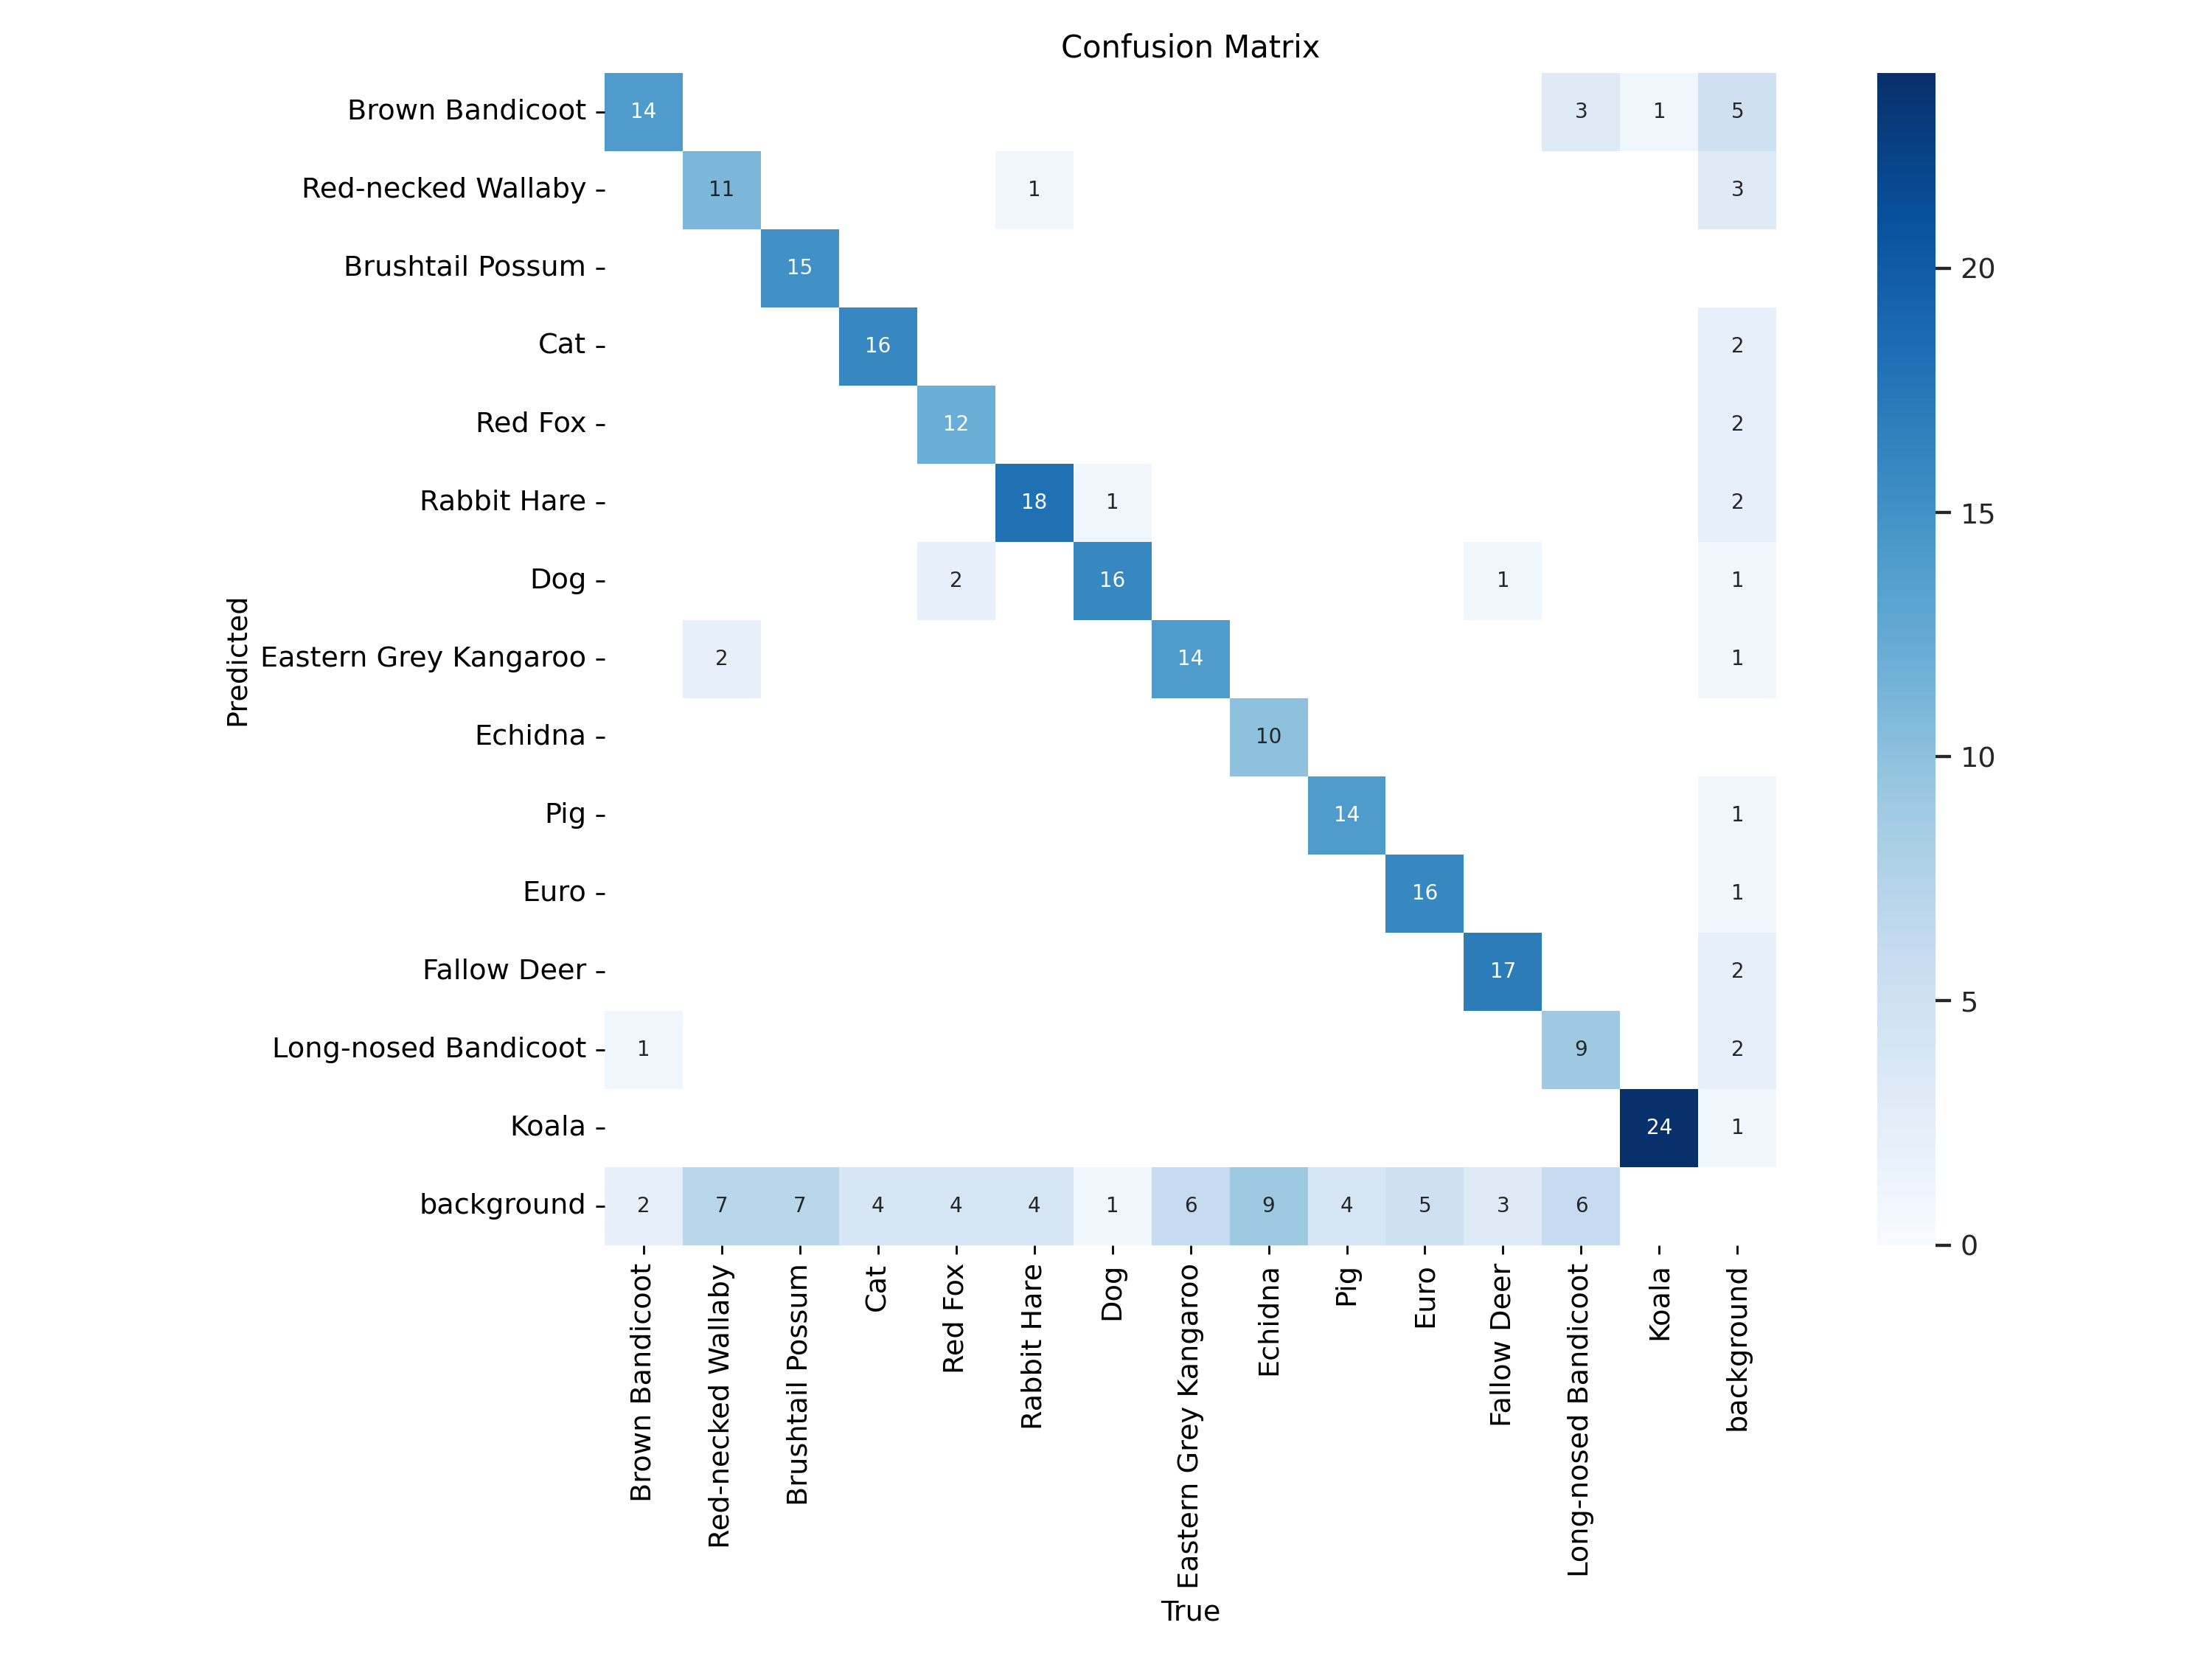 Confusion Matrix
Brown Bandicoot 14 3 1 5
Red-necked Wallaby 11 1 3
Brushtail Possum 15
Cat 16 2
Red Fox 12 2
Rabbit Hare 18 1 2
Dog 2 16 1 1
Eastern Grey Kangaroo 2 14 1
Echidna 10
Pig 14 1
Euro 16 1
Fallow Deer 17 2
Long-nosed Bandicoot 1 9 2
Koala 24 1
background 2 7 7 4 4 4 1 6 9 4 5 3 6
Predicted
Brown Bandicoot
Red-necked Wallaby
Brushtail Possum
Cat
Red Fox
Rabbit Hare
Dog
Eastern Grey Kangaroo
Echidna
Pig
Euro
Fallow Deer
Long-nosed Bandicoot
Koala
background
True
20
15
10
5
0